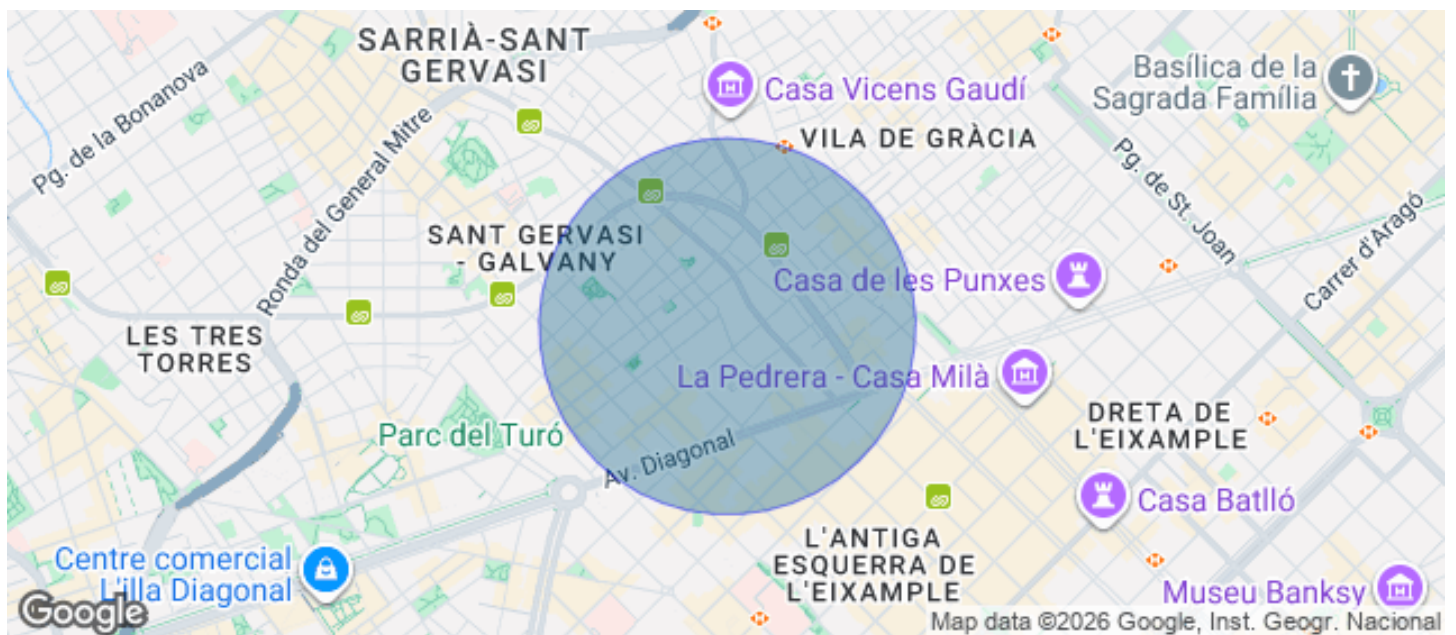 SARRIÀ-SANT
GERVASI
Pg. de la Bonanova
Ronda del General Mitre
Casa Vicens Gaudí
VILA DE GRÀCIA
Basílica de la
Sagrada Família
Pg. de St. Joan
Carrer d'Aragó
SANT GERVASI
- GALVANY
Casa de les Punxes
LES TRES
TORRES
La Pedrera - Casa Milà
Parc del Turó
Av. Diagonal
DRETA DE
L'EIXAMPLE
Casa Batlló
L'ANTIGA
ESQUERRA DE
L'EIXAMPLE
Centre comercial
L'illa Diagonal
Museu Banksy
Google
Map data ©2026 Google, Inst. Geogr. Nacional